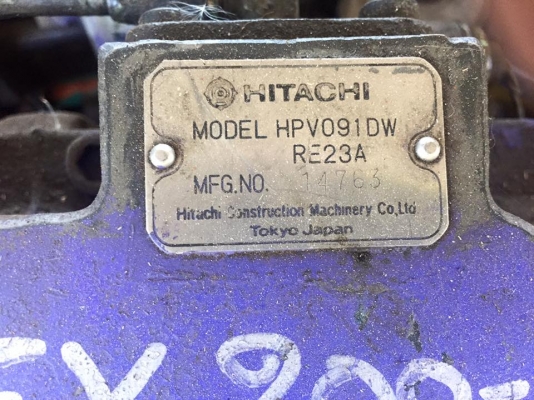 HITACHI
MODEL HPV091DW
RE23A
MFG.NO. 14763
Hitachi Construction Machinery Co,Ltd
Tokyo Japan